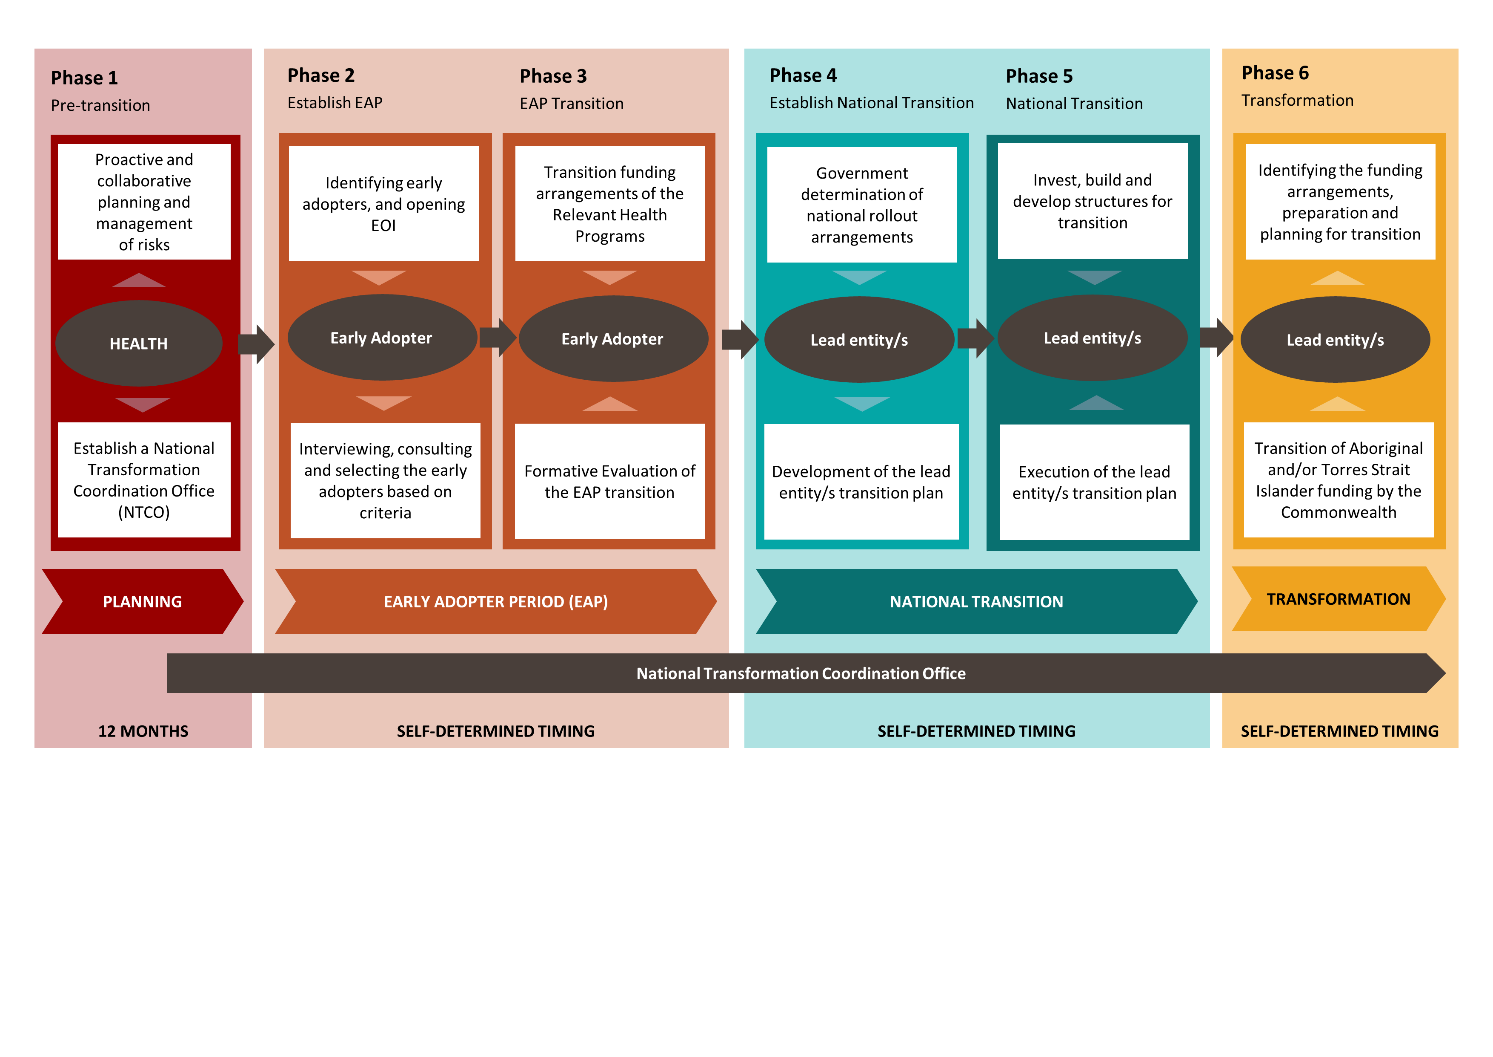 Phase 1
Pre-transition
Proactive and
collaborative
planning and
management
of risks
HEALTH
Establish a National
Transformation
Coordination Office
(NTCO)
PLANNING
12 MONTHS
Phase 2
Establish EAP
Identifying early
adopters, and opening
EOI
Early Adopter
Interviewing, consulting
and selecting the early
adopters based on
criteria
Phase 3
EAP Transition
Transition funding
arrangements of the
Relevant Health
Programs
Early Adopter
Formative Evaluation of
the EAP transition
EARLY ADOPTER PERIOD (EAP)
SELF-DETERMINED TIMING
Phase 4
Establish National Transition
Government
determination of
national rollout
arrangements
Lead entity/s
Development of the lead
entity/s transition plan
Phase 5
National Transition
Invest, build and
develop structures for
transition
Lead entity/s
Execution of the lead
entity/s transition plan
NATIONAL TRANSITION
SELF-DETERMINED TIMING
Phase 6
Transformation
Identifying the funding
arrangements,
preparation and
planning for transition
Lead entity/s
Transition of Aboriginal
and/or Torres Strait
Islander funding by the
Commonwealth
TRANSFORMATION
SELF-DETERMINED TIMING
National Transformation Coordination Office